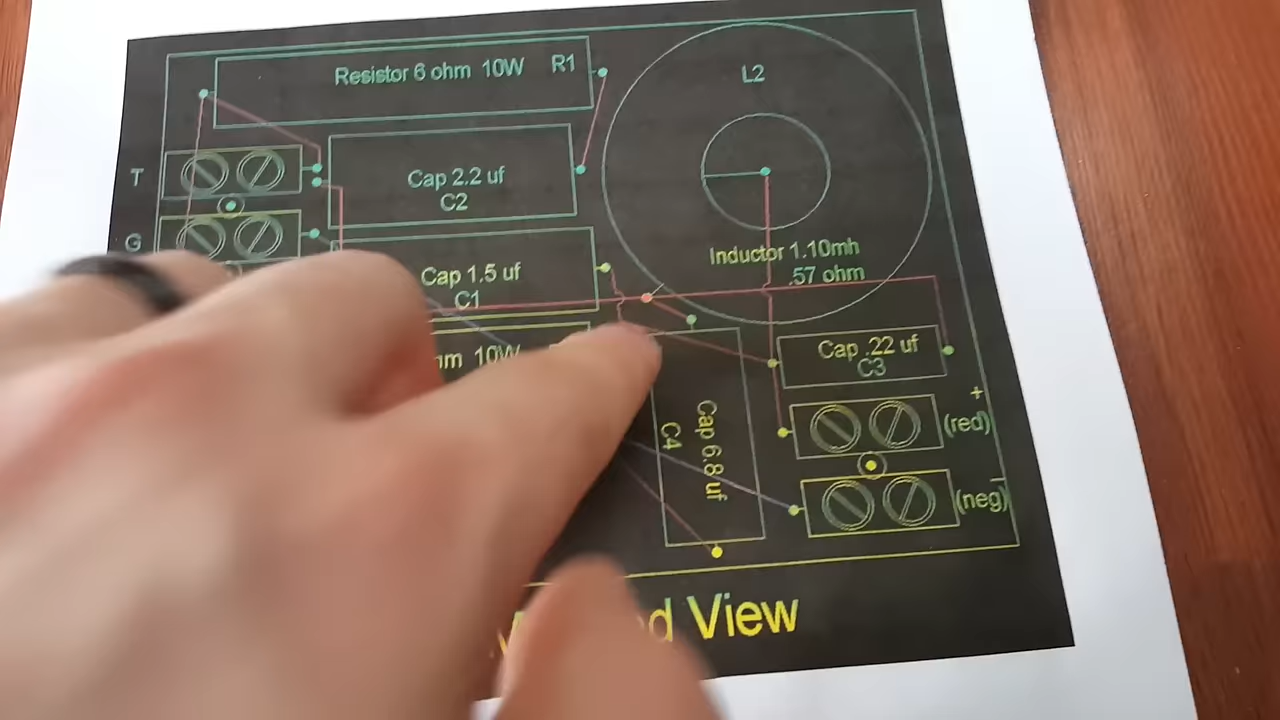 Resistor 6 ohm 10W R1
L2
T
Cap 2.2 uf
C2
G
Inductor 1.10mh
.57 ohm
Cap 1.5 uf
C1
10W
Cap .22 uf
C3
+
(red)
Cap 6.8 uf
C4
-
(neg)
View